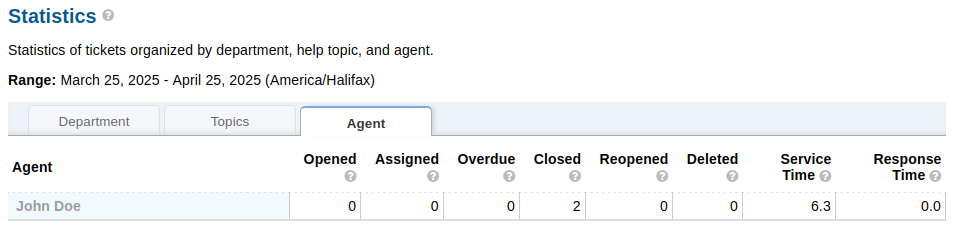 Statistics
Statistics of tickets organized by department, help topic, and agent.
Range: March 25, 2025 - April 25, 2025 (America/Halifax)
Department Topics Agent
Agent Opened Assigned Overdue Closed Reopened Deleted Service Time Response Time
John Doe 0 0 0 2 0 0 6.3 0.0